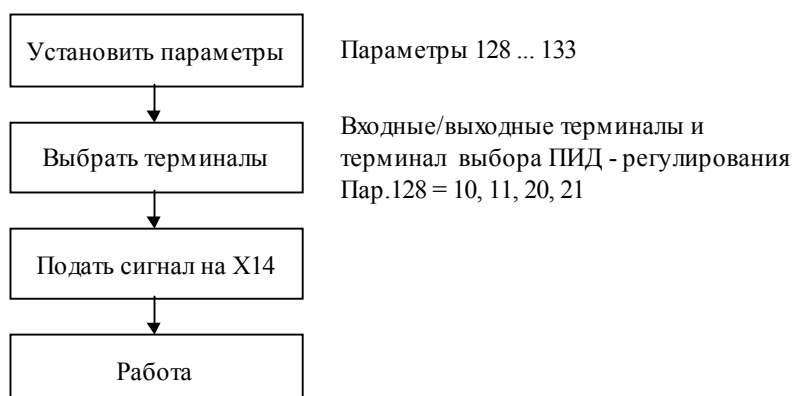 Установить параметры
Параметры 128 ... 133
Выбрать терминалы
Входные/выходные терминалы и
терминал выбора ПИД - регулирования
Пар.128 = 10, 11, 20, 21
Подать сигнал на X14
Работа